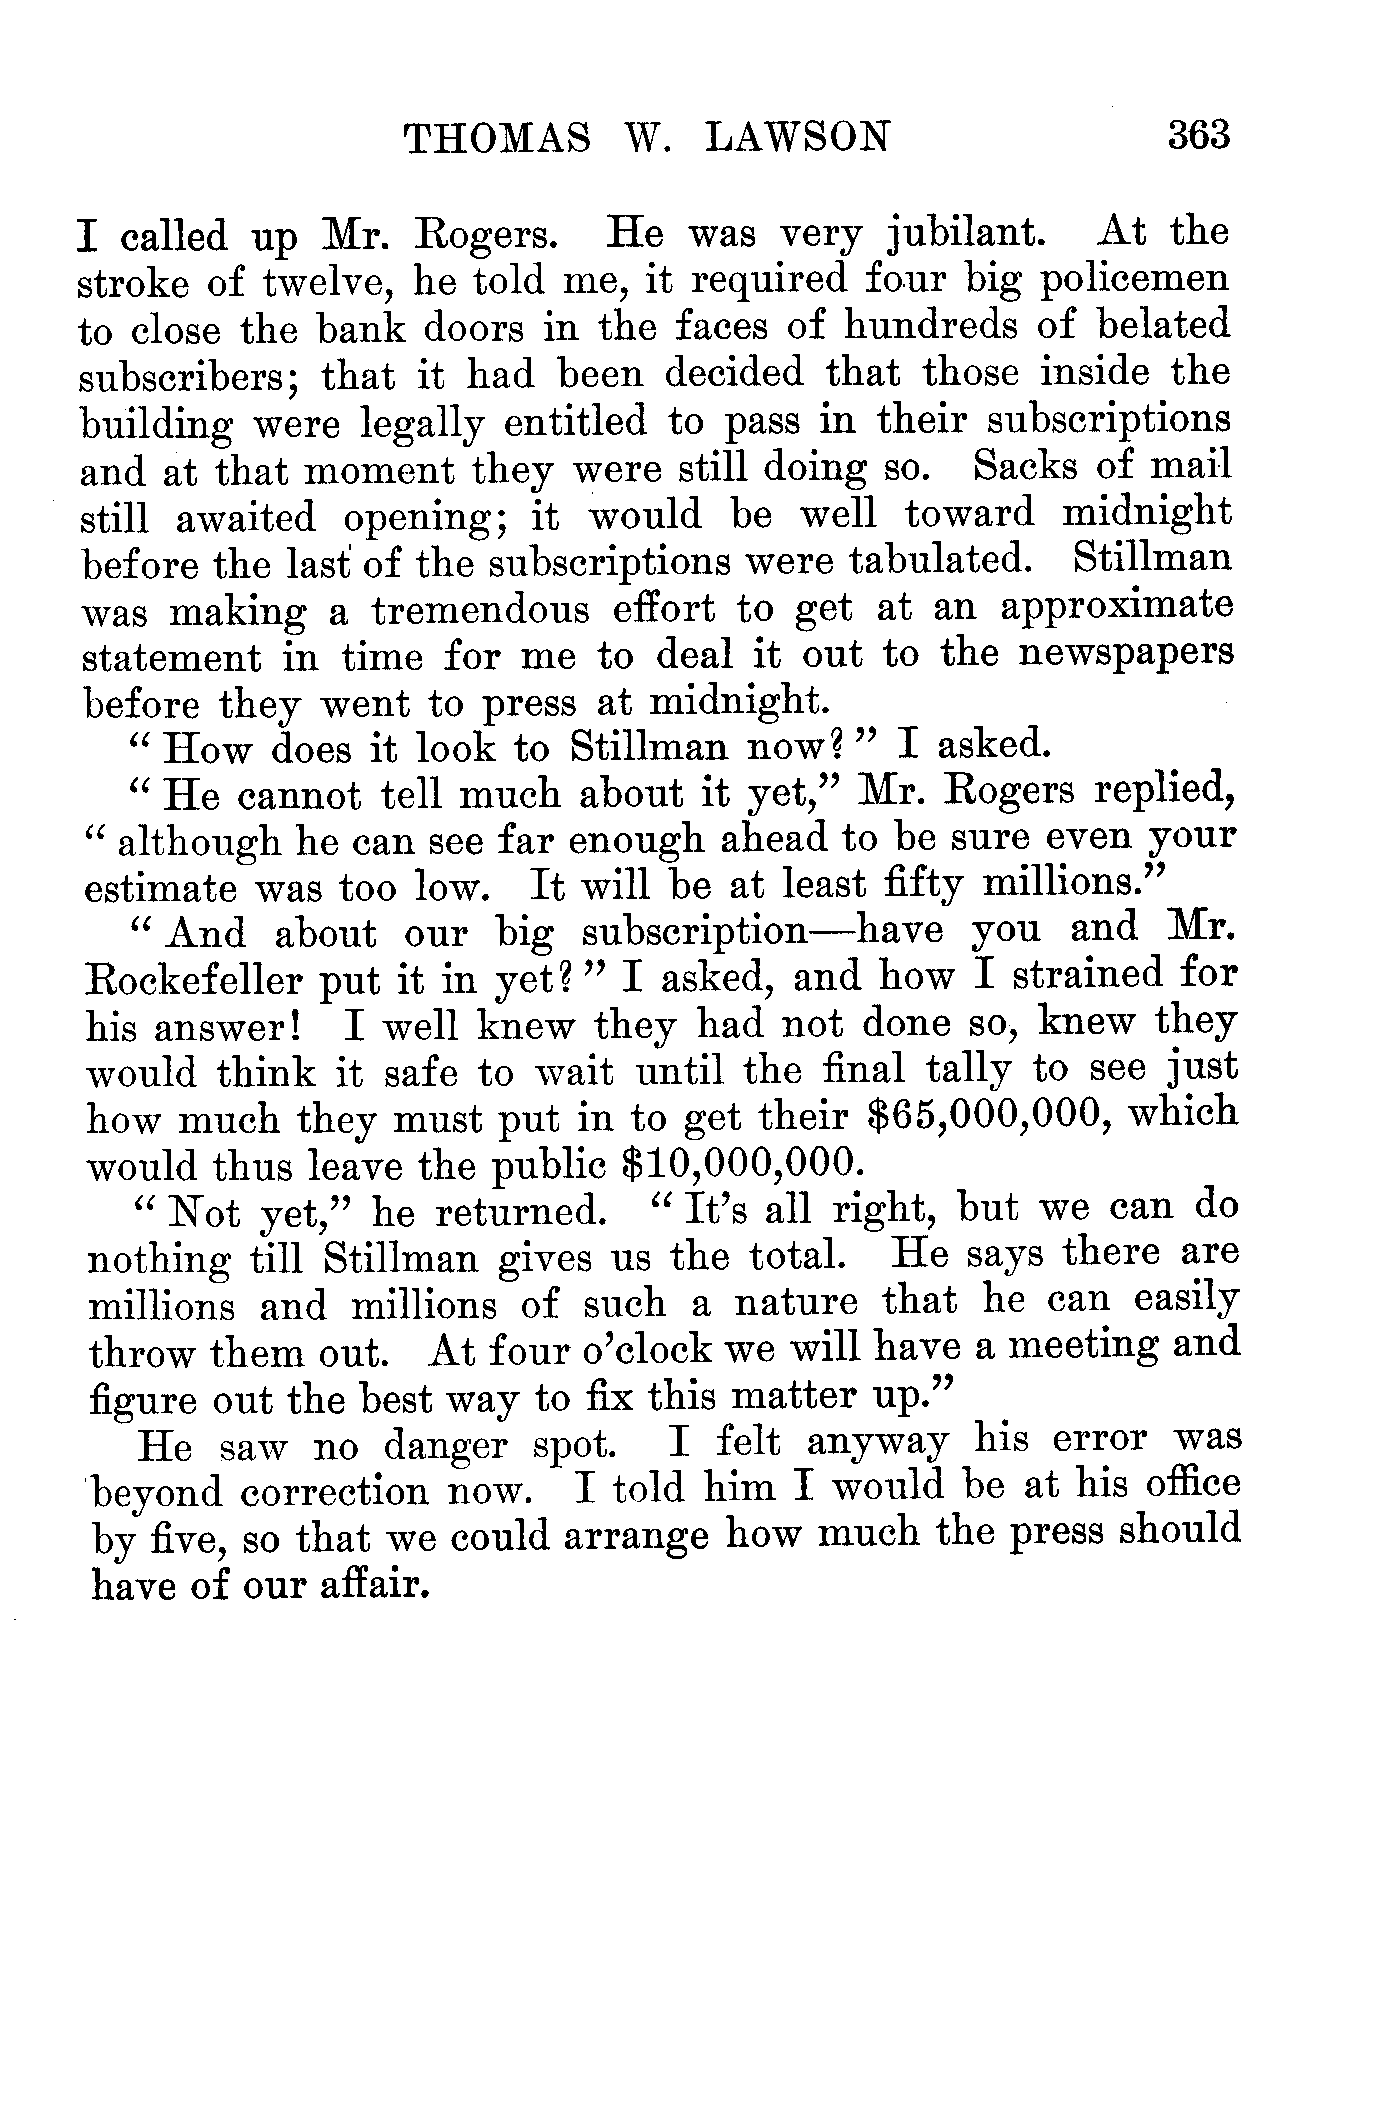 THOMAS W. LAWSON 363
I called up Mr. Rogers. He was very jubilant. At the
stroke of twelve, he told me, it required four big policemen
to close the bank doors in the faces of hundreds of belated
subscribers; that it had been decided that those inside the
building were legally entitled to pass in their subscriptions
and at that moment they were still doing so. Sacks of mail
still awaited opening; it would be well toward midnight
before the last of the subscriptions were tabulated. Stillman
was making a tremendous effort to get at an approximate
statement in time for me to deal it out to the newspapers
before they went to press at midnight.
“ How does it look to Stillman now? ” I asked.
“ He cannot tell much about it yet,” Mr. Rogers replied,
“ although he can see far enough ahead to be sure even your
estimate was too low. It will be at least fifty millions.”
“ And about our big subscription—have you and Mr.
Rockefeller put it in yet? ” I asked, and how I strained for
his answer! I well knew they had not done so, knew they
would think it safe to wait until the final tally to see just
how much they must put in to get their $65,000,000, which
would thus leave the public $10,000,000.
“ Not yet,” he returned. “ It’s all right, but we can do
nothing till Stillman gives us the total. He says there are
millions and millions of such a nature that he can easily
throw them out. At four o’clock we will have a meeting and
figure out the best way to fix this matter up.”
He saw no danger spot. I felt anyway his error was
beyond correction now. I told him I would be at his office
by five, so that we could arrange how much the press should
have of our affair.